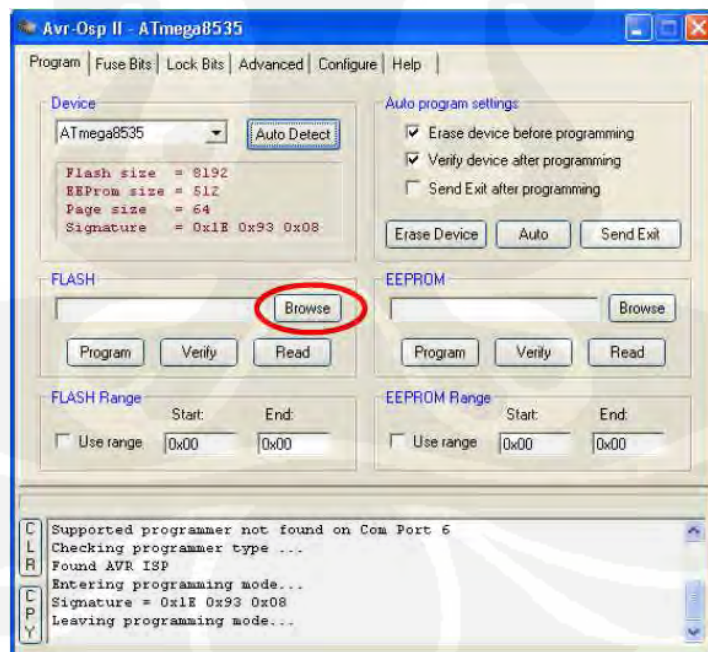 Avr-Osp II - ATmega8535
Program Fuse Bits Lock Bits Advanced Configure Help
Device
ATmega8535 Auto Detect
Flash size = 8192
EEProm size = 512
Page size = 64
Signature = 0x1E 0x93 0x08
Auto program settings
Erase device before programming
Verify device after programming
Send Exit after programming
Erase Device Auto Send Exit
FLASH
Browse
Program Verify Read
EEPROM
Browse
Program Verify Read
FLASH Range
Start: End:
Use range 0x00 0x00
EEPROM Range
Start: End:
Use range 0x00 0x00
CLR
CPY
Supported programmer not found on Com Port 6
Checking programmer type ...
Found AVR ISP
Entering programming mode...
Signature = 0x1E 0x93 0x08
Leaving programming mode...